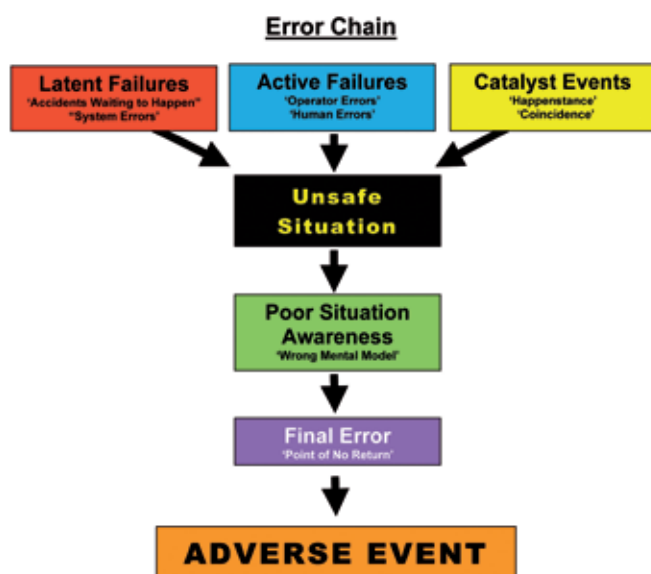 Error Chain
Latent Failures
'Accidents Waiting to Happen"
"System Errors'
Active Failures
'Operator Errors'
'Human Errors'
Catalyst Events
'Happenstance'
'Coincidence'
Unsafe
Situation
Poor Situation
Awareness
'Wrong Mental Model'
Final Error
'Point of No Return'
ADVERSE EVENT